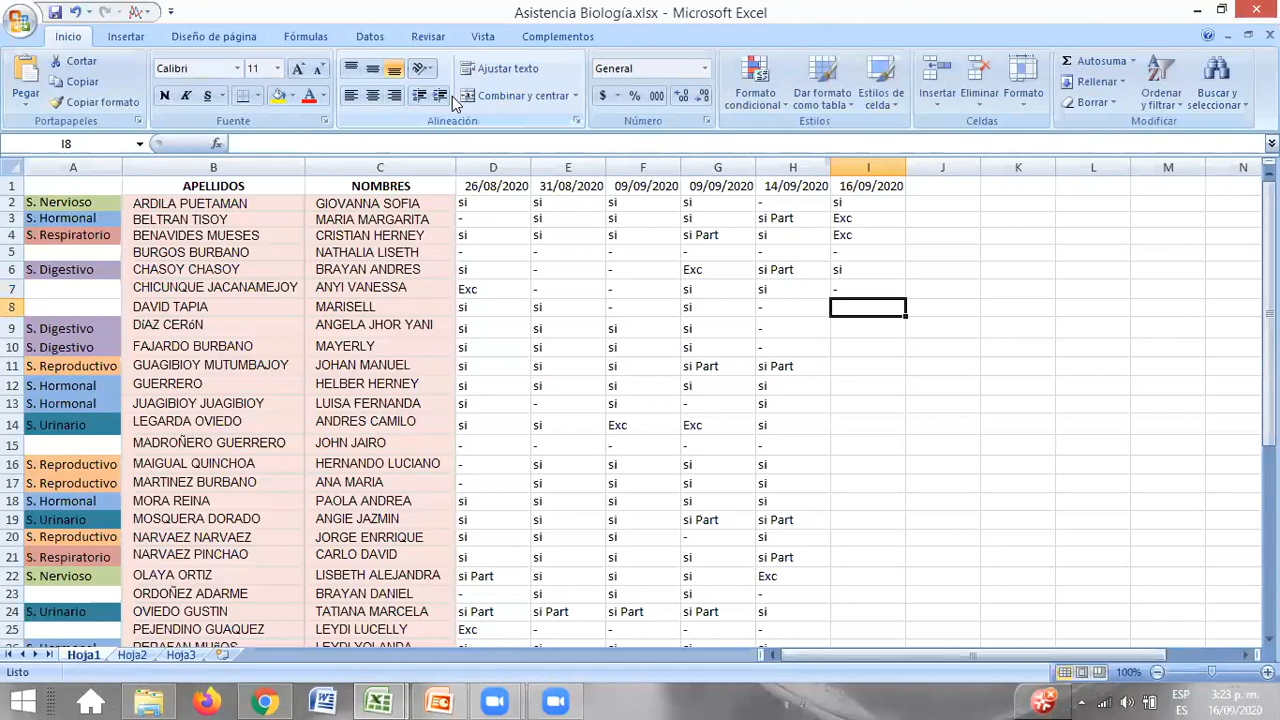 Asistencia Biología.xlsx - Microsoft Excel
Inicio Insertar Diseño de página Fórmulas Datos Revisar Vista Complementos
Pegar Cortar Copiar Copiar formato Portapapeles
Calibri 11 N K S A Fuente
Ajustar texto Combinar y centrar Alineación
General $ % 000 Número
Formato condicional Dar formato como tabla Estilos de celda Estilos
Insertar Eliminar Formato Celdas
Σ Autosuma Rellenar Borrar Ordenar y filtrar Buscar y seleccionar Modificar
I8 fx
A B C D E F G H I J K L M N
1 APELLIDOS NOMBRES 26/08/2020 31/08/2020 09/09/2020 09/09/2020 14/09/2020 16/09/2020
2 S. Nervioso ARDILA PUETAMAN GIOVANNA SOFIA si si si si - si
3 S. Hormonal BELTRAN TISOY MARIA MARGARITA - si si si si Part Exc
4 S. Respiratorio BENAVIDES MUESES CRISTIAN HERNEY si si si si Part si Exc
5 BURGOS BURBANO NATHALIA LISETH - - - - - -
6 S. Digestivo CHASOY CHASOY BRAYAN ANDRES si - - Exc si Part si
7 CHICUNQUE JACANAMEJOY ANYI VANESSA Exc - - si si -
8 DAVID TAPIA MARISELL si si - si -
9 S. Digestivo DíAZ CERóN ANGELA JHOR YANI si si si si -
10 S. Digestivo FAJARDO BURBANO MAYERLY si si si si -
11 S. Reproductivo GUAGIBIOY MUTUMBAJOY JOHAN MANUEL si si si si Part si Part
12 S. Hormonal GUERRERO HELBER HERNEY si si si si si
13 S. Hormonal JUAGIBIOY JUAGIBIOY LUISA FERNANDA si - si - si
14 S. Urinario LEGARDA OVIEDO ANDRES CAMILO si si Exc Exc si
15 MADROÑERO GUERRERO JOHN JAIRO - - - - -
16 S. Reproductivo MAIGUAL QUINCHOA HERNANDO LUCIANO - si si si si
17 S. Reproductivo MARTINEZ BURBANO ANA MARIA - si si si si
18 S. Hormonal MORA REINA PAOLA ANDREA si si si si si
19 S. Urinario MOSQUERA DORADO ANGIE JAZMIN si si si si Part si Part
20 S. Reproductivo NARVAEZ NARVAEZ JORGE ENRRIQUE si si si - si
21 S. Respiratorio NARVAEZ PINCHAO CARLO DAVID si si si si si Part
22 S. Nervioso OLAYA ORTIZ LISBETH ALEJANDRA si Part si si si Exc
23 ORDOÑEZ ADARME BRAYAN DANIEL - si si si si
24 S. Urinario OVIEDO GUSTIN TATIANA MARCELA si Part si Part si Part si Part si
25 PEJENDINO GUAQUEZ LEYDI LUCELLY Exc - - - -
Hoja1 Hoja2 Hoja3
Listo 100%
ESP 3:23 p. m.
ES 16/09/2020